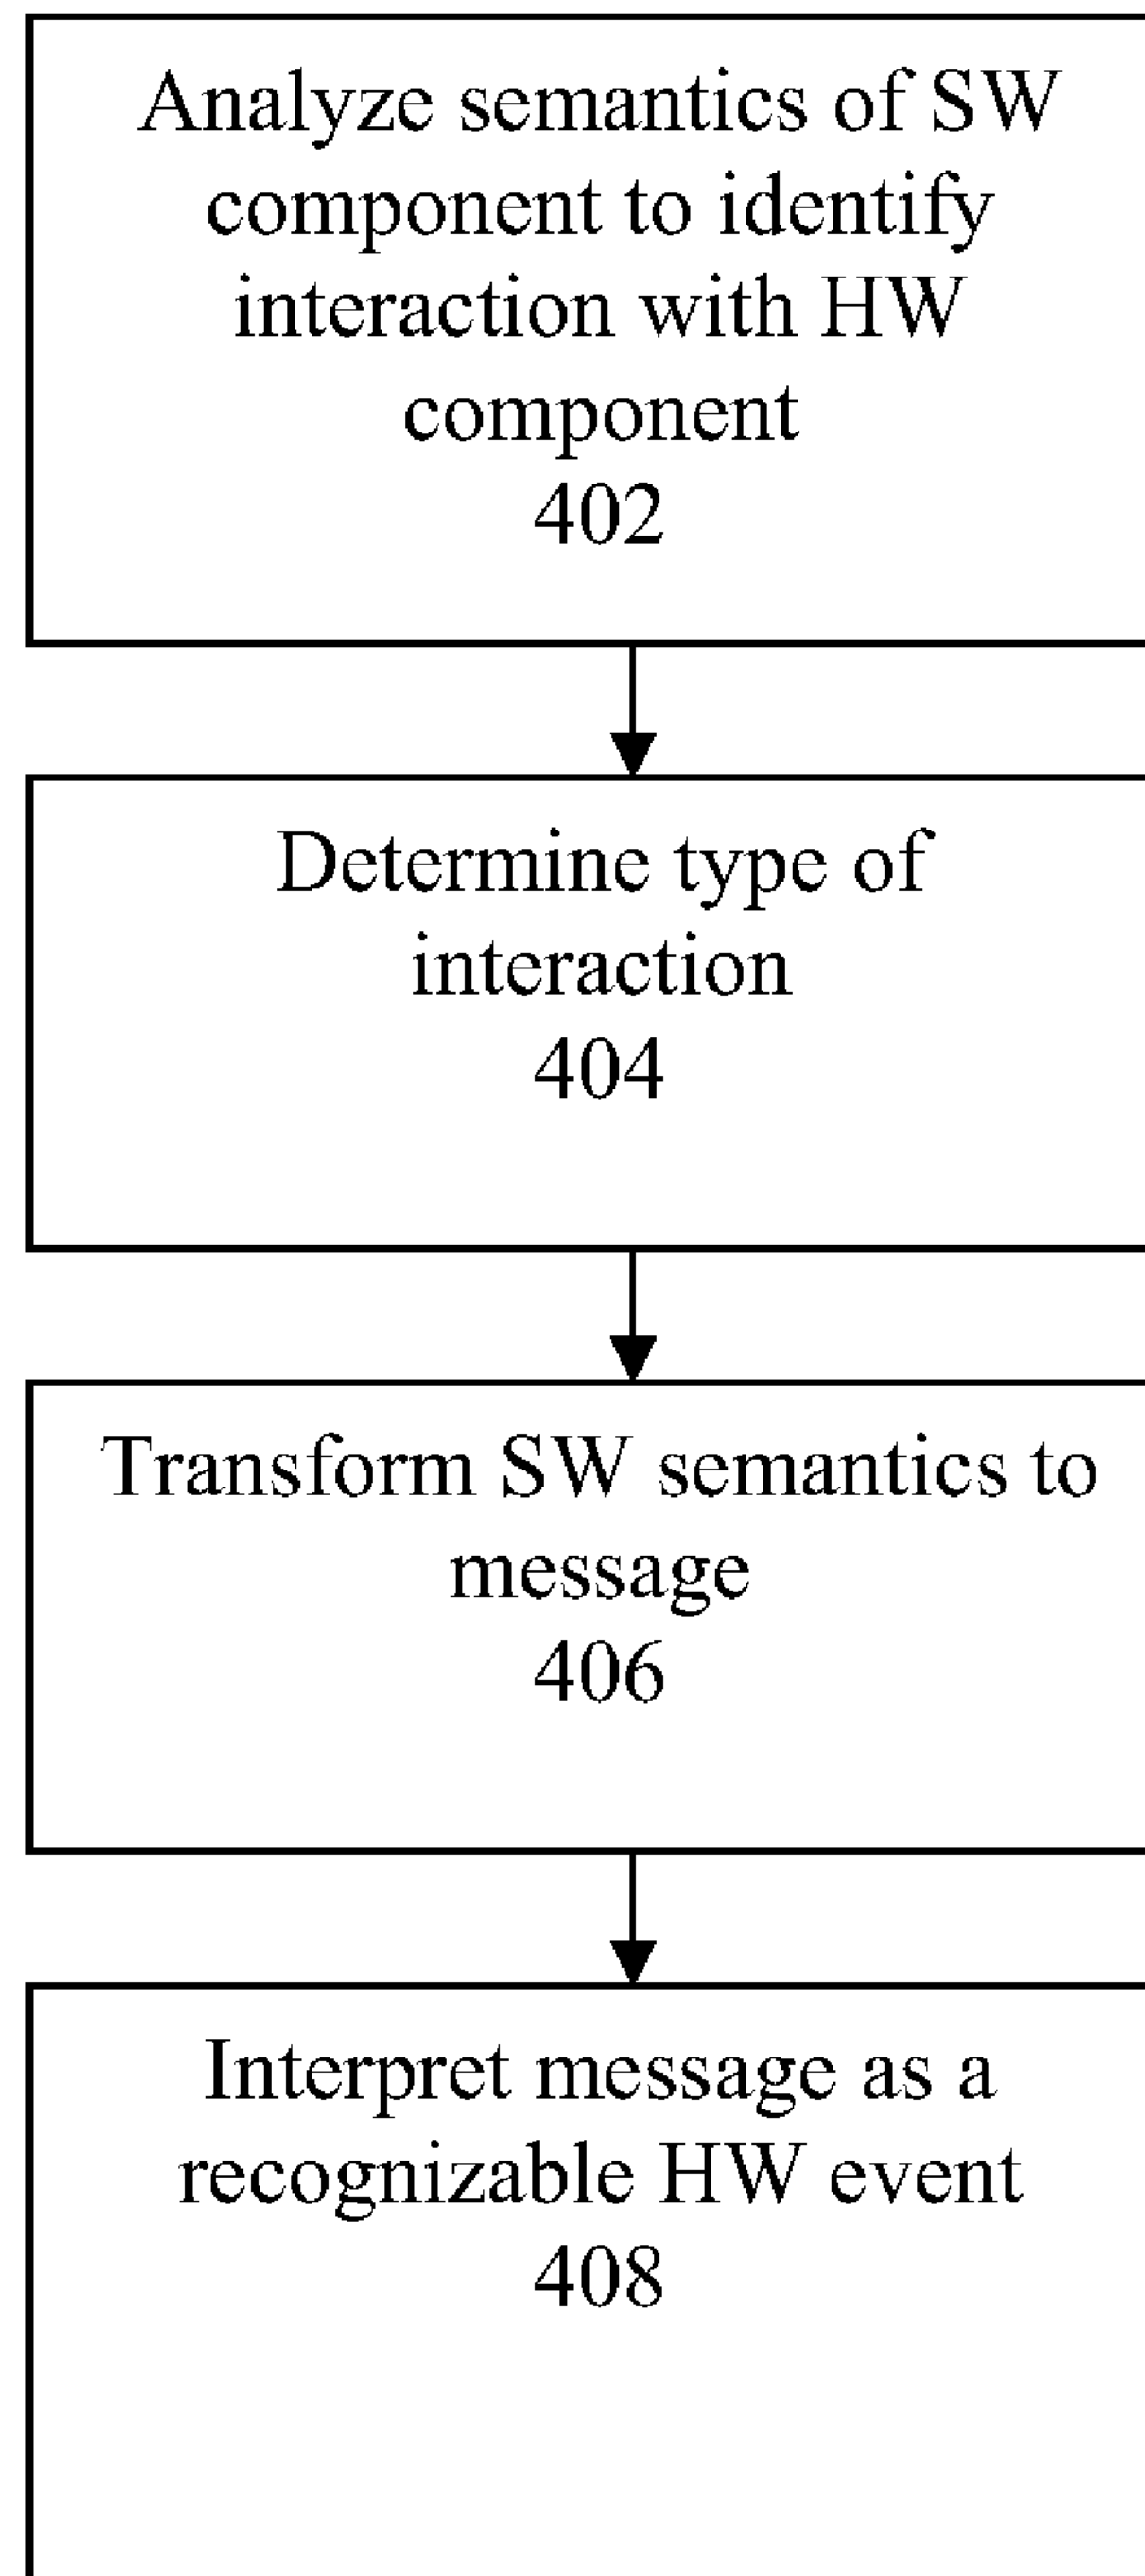 Analyze semantics of SW
component to identify
interaction with HW
component
402
Determine type of
interaction
404
Transform SW semantics to
message
406
Interpret message as a
recognizable HW event
408